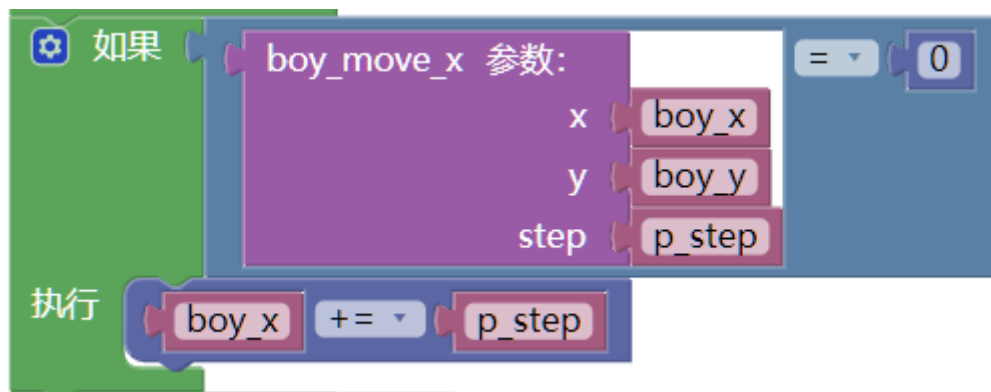 如果 boy_move_x 参数: = 0
x boy_x
y boy_y
step p_step
执行 boy_x += p_step